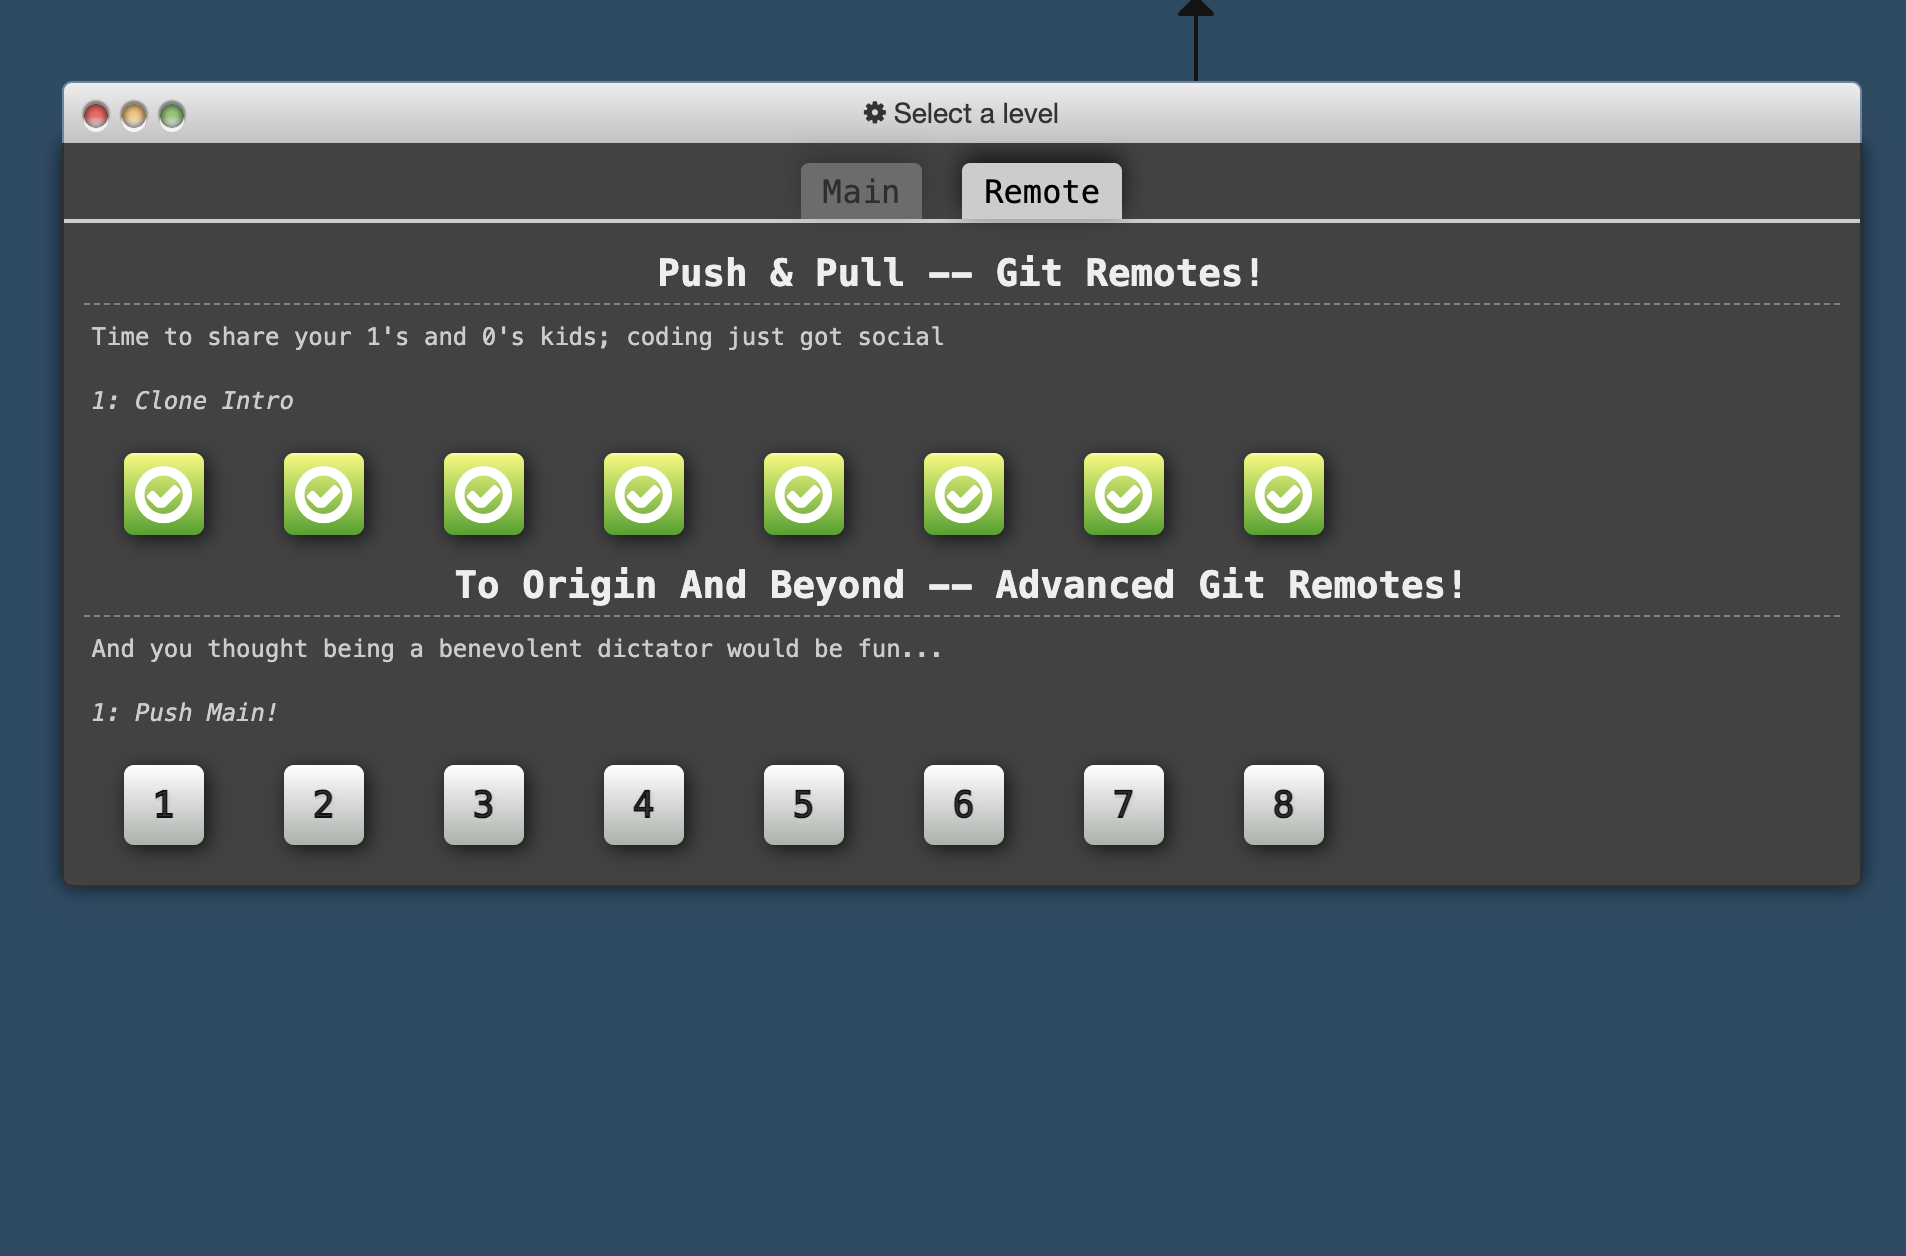 Select a level
Main Remote
Push & Pull -- Git Remotes!
Time to share your 1's and 0's kids; coding just got social
1: Clone Intro
To Origin And Beyond -- Advanced Git Remotes!
And you thought being a benevolent dictator would be fun...
1: Push Main!
1 2 3 4 5 6 7 8